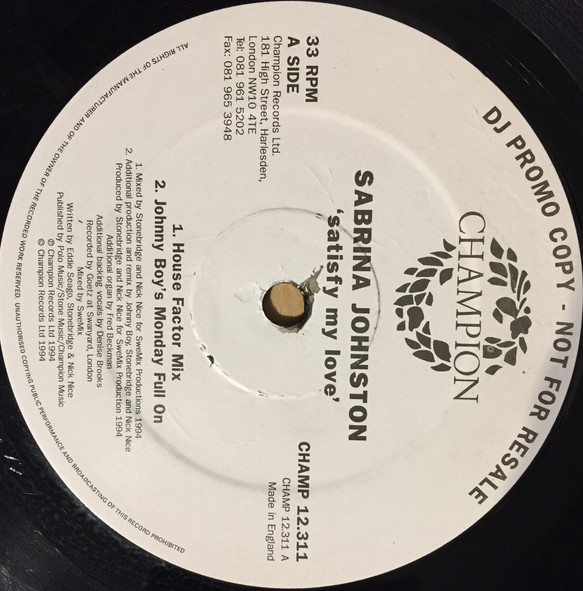 DJ PROMO COPY NOT FOR RESALE
CHAMPION
SABRINA JOHNSTON
'satisfy my love'
33 RPM
A SIDE
Champion Records Ltd.
181 High Street, Harlesden,
London NW10 4TE
Tel: 081 961 5202
Fax: 081 965 3948
CHAMP 12.311
CHAMP 12.311 A
Made in England
1. House Factor Mix
2. Johnny Boy's Monday Full On
1. Mixed by Stonebridge and Nick Nice for SweMix Productions 1994
2. Additional production and remix by Johnny Boy, Stonebridge and Nick Nice
Produced by Stonebridge and Nick Nice for SweMix Production 1994
Additional organ by Fred Beckman
Additional backing vocals by Denise Brooks
Recorded by Goetz at Swanyard, London
Mixed by SweMix
Written by Eddie Seago, Stonebridge & Nick Nice
Published by Polo Music/Stone Music/Champion Music
℗ Champion Records Ltd 1994
© Champion Records Ltd 1994
ALL RIGHTS OF THE MANUFACTURER AND OF THE OWNER OF THE RECORDED WORK RESERVED. UNAUTHORISED COPYING PUBLIC PERFORMANCE AND BROADCASTING OF THIS RECORD PROHIBITED